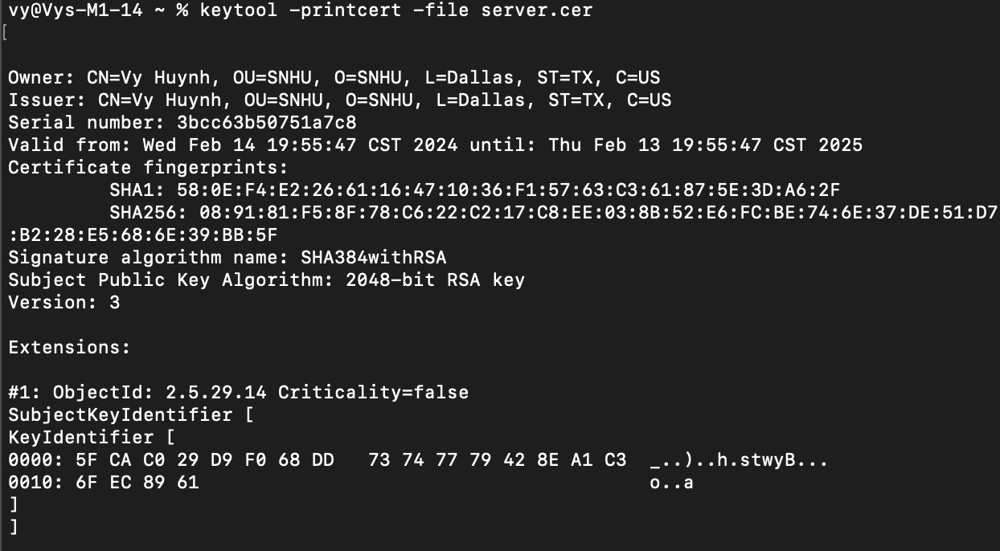 vy@Vys-M1-14 ~ % keytool -printcert -file server.cer
[
Owner: CN=Vy Huynh, OU=SNHU, O=SNHU, L=Dallas, ST=TX, C=US
Issuer: CN=Vy Huynh, OU=SNHU, O=SNHU, L=Dallas, ST=TX, C=US
Serial number: 3bcc63b50751a7c8
Valid from: Wed Feb 14 19:55:47 CST 2024 until: Thu Feb 13 19:55:47 CST 2025
Certificate fingerprints:
SHA1: 58:0E:F4:E2:26:61:16:47:10:36:F1:57:63:C3:61:87:5E:3D:A6:2F
SHA256: 08:91:81:F5:8F:78:C6:22:C2:17:C8:EE:03:8B:52:E6:FC:BE:74:6E:37:DE:51:D7
:B2:28:E5:68:6E:39:BB:5F
Signature algorithm name: SHA384withRSA
Subject Public Key Algorithm: 2048-bit RSA key
Version: 3
Extensions:
#1: ObjectId: 2.5.29.14 Criticality=false
SubjectKeyIdentifier [
KeyIdentifier [
0000: 5F CA C0 29 D9 F0 68 DD   73 74 77 79 42 8E A1 C3  _..)..h.stwyB...
0010: 6F EC 89 61                                        o..a
]
]